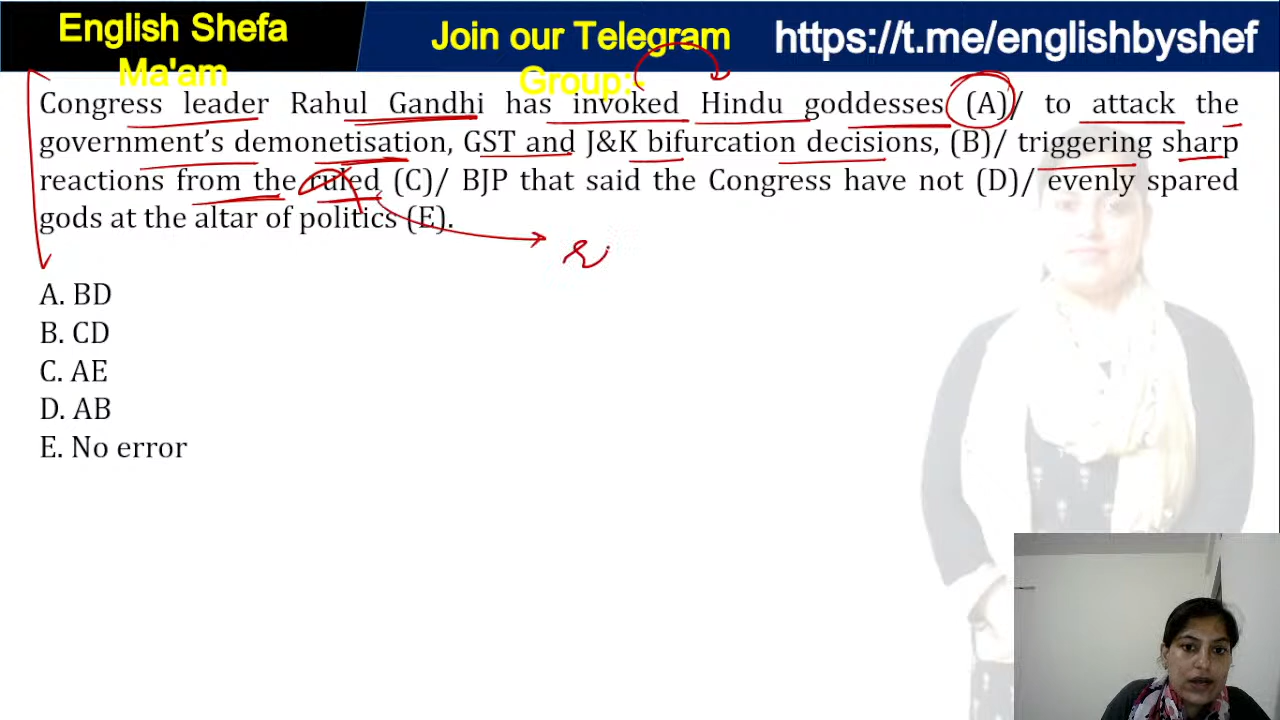 English Shefa Ma'am
Join our Telegram Group:-
https://t.me/englishbyshef
Congress leader Rahul Gandhi has invoked Hindu goddesses (A)/ to attack the
government's demonetisation, GST and J&K bifurcation decisions, (B)/ triggering sharp
reactions from the ruled (C)/ BJP that said the Congress have not (D)/ evenly spared
gods at the altar of politics (E).
A. BD
B. CD
C. AE
D. AB
E. No error